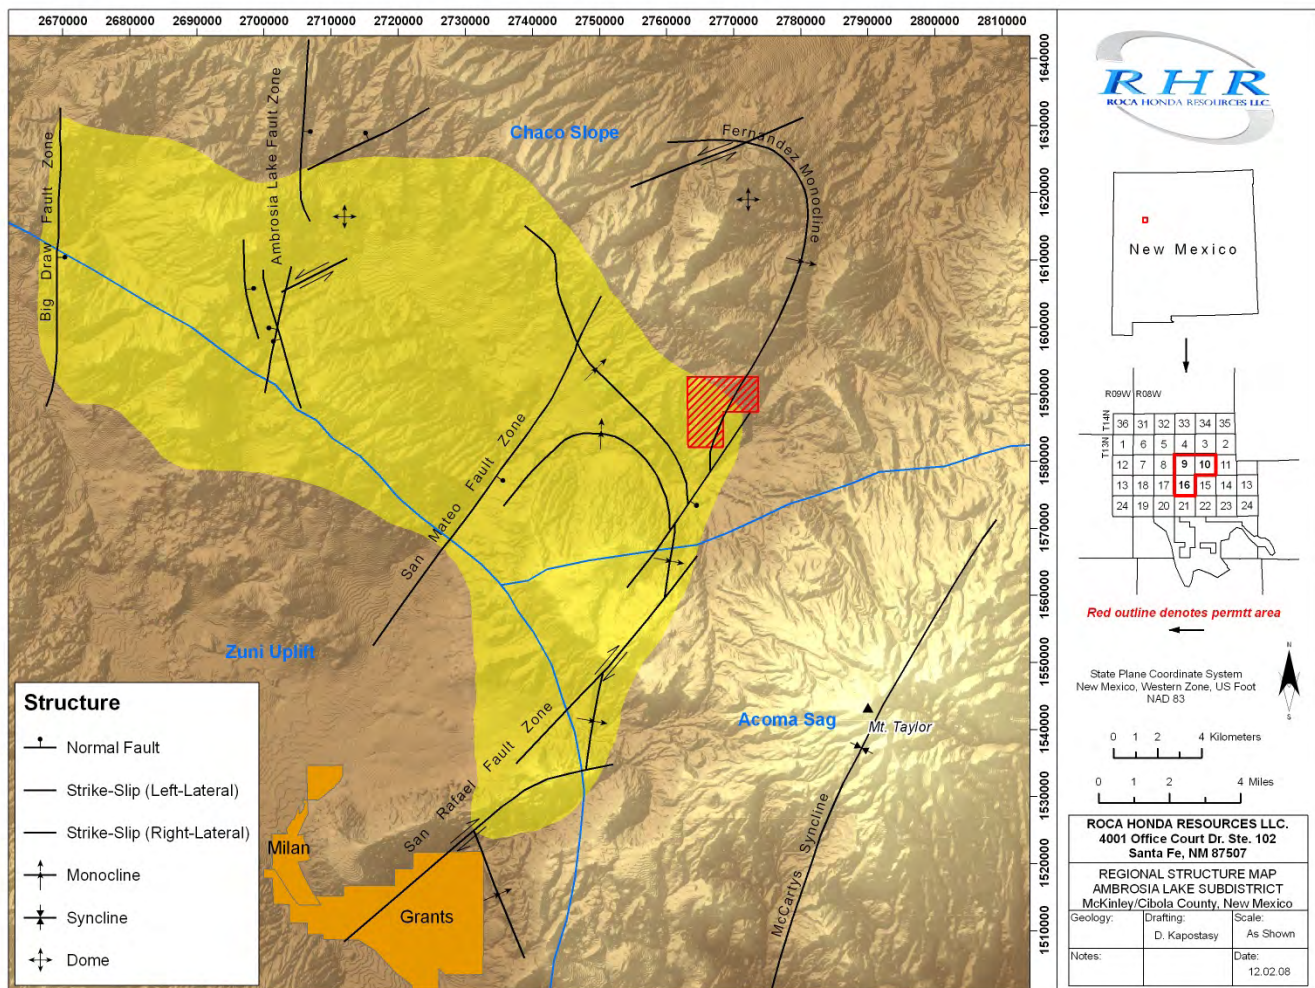 2670000 2680000 2690000 2700000 2710000 2720000 2730000 2740000 2750000 2760000 2770000 2780000 2790000 2800000 2810000
1640000
1630000
1620000
1610000
1600000
1590000
1580000
1570000
1560000
1550000
1540000
1530000
1520000
1510000
Big Draw Fault Zone
Ambrosia Lake Fault Zone
Chaco Slope
Fernandez Monocline
San Mateo Fault Zone
Zuni Uplift
Acoma Sag
Mt. Taylor
San Rafael Fault Zone
McCartys Syncline
Milan
Grants
Structure
Normal Fault
Strike-Slip (Left-Lateral)
Strike-Slip (Right-Lateral)
Monocline
Syncline
Dome
RHR
ROCA HONDA RESOURCES LLC.
New Mexico
R09W R08W
T14N
T13N
36 31 32 33 34 35
1 6 5 4 3 2
12 7 8 9 10 11
13 18 17 16 15 14 13
24 19 20 21 22 23 24
Red outline denotes permtt area
State Plane Coordinate System
New Mexico, Western Zone, US Foot
NAD 83
N
S
0 1 2 4 Kilometers
0 1 2 4 Miles
ROCA HONDA RESOURCES LLC.
4001 Office Court Dr. Ste. 102
Santa Fe, NM 87507
REGIONAL STRUCTURE MAP
AMBROSIA LAKE SUBDISTRICT
McKinley/Cibola County, New Mexico
Geology: Drafting: Scale:
D. Kapostasy As Shown
Notes: Date:
12.02.08